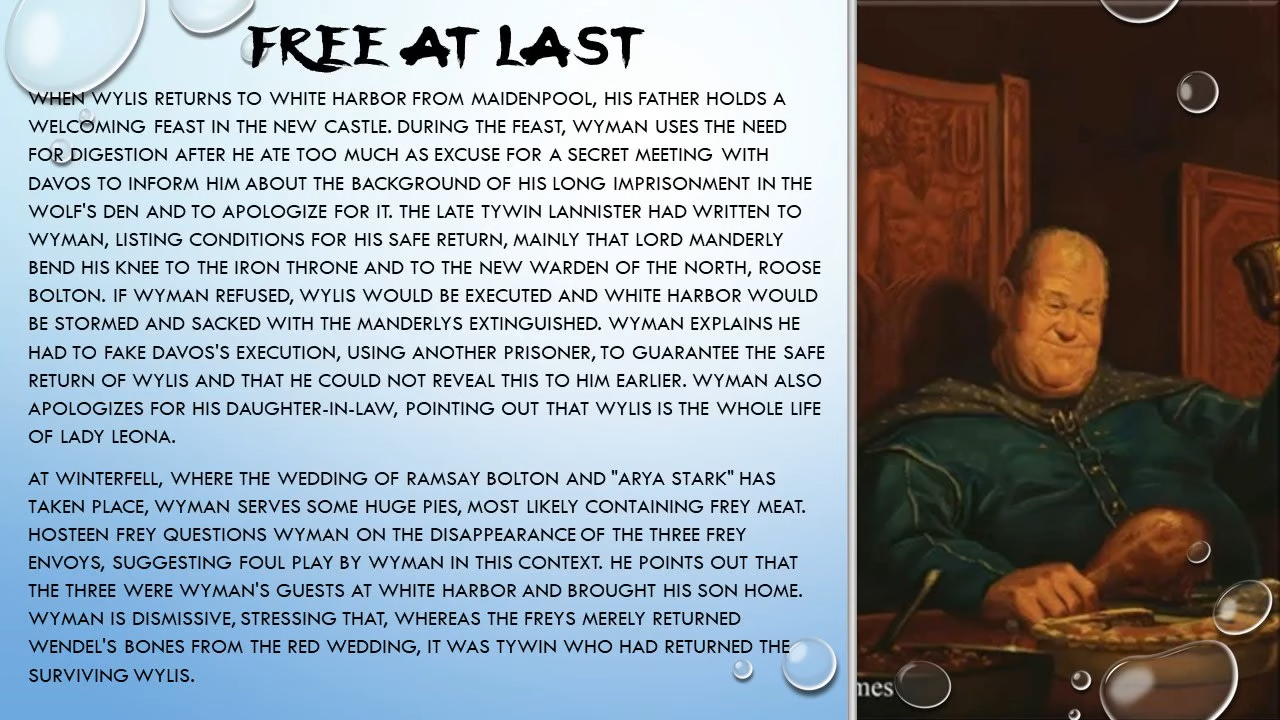 FREE AT LAST
WHEN WYLIS RETURNS TO WHITE HARBOR FROM MAIDENPOOL, HIS FATHER HOLDS A
WELCOMING FEAST IN THE NEW CASTLE. DURING THE FEAST, WYMAN USES THE NEED
FOR DIGESTION AFTER HE ATE TOO MUCH AS EXCUSE FOR A SECRET MEETING WITH
DAVOS TO INFORM HIM ABOUT THE BACKGROUND OF HIS LONG IMPRISONMENT IN THE
WOLF'S DEN AND TO APOLOGIZE FOR IT. THE LATE TYWIN LANNISTER HAD WRITTEN TO
WYMAN, LISTING CONDITIONS FOR HIS SAFE RETURN, MAINLY THAT LORD MANDERLY
BEND HIS KNEE TO THE IRON THRONE AND TO THE NEW WARDEN OF THE NORTH, ROOSE
BOLTON. IF WYMAN REFUSED, WYLIS WOULD BE EXECUTED AND WHITE HARBOR WOULD
BE STORMED AND SACKED WITH THE MANDERLYS EXTINGUISHED. WYMAN EXPLAINS HE
HAD TO FAKE DAVOS'S EXECUTION, USING ANOTHER PRISONER, TO GUARANTEE THE SAFE
RETURN OF WYLIS AND THAT HE COULD NOT REVEAL THIS TO HIM EARLIER. WYMAN ALSO
APOLOGIZES FOR HIS DAUGHTER-IN-LAW, POINTING OUT THAT WYLIS IS THE WHOLE LIFE
OF LADY LEONA.
AT WINTERFELL, WHERE THE WEDDING OF RAMSAY BOLTON AND "ARYA STARK" HAS
TAKEN PLACE, WYMAN SERVES SOME HUGE PIES, MOST LIKELY CONTAINING FREY MEAT.
HOSTEEN FREY QUESTIONS WYMAN ON THE DISAPPEARANCE OF THE THREE FREY
ENVOYS, SUGGESTING FOUL PLAY BY WYMAN IN THIS CONTEXT. HE POINTS OUT THAT
THE THREE WERE WYMAN'S GUESTS AT WHITE HARBOR AND BROUGHT HIS SON HOME.
WYMAN IS DISMISSIVE, STRESSING THAT, WHEREAS THE FREYS MERELY RETURNED
WENDEL'S BONES FROM THE RED WEDDING, IT WAS TYWIN WHO HAD RETURNED THE
SURVIVING WYLIS.
mes